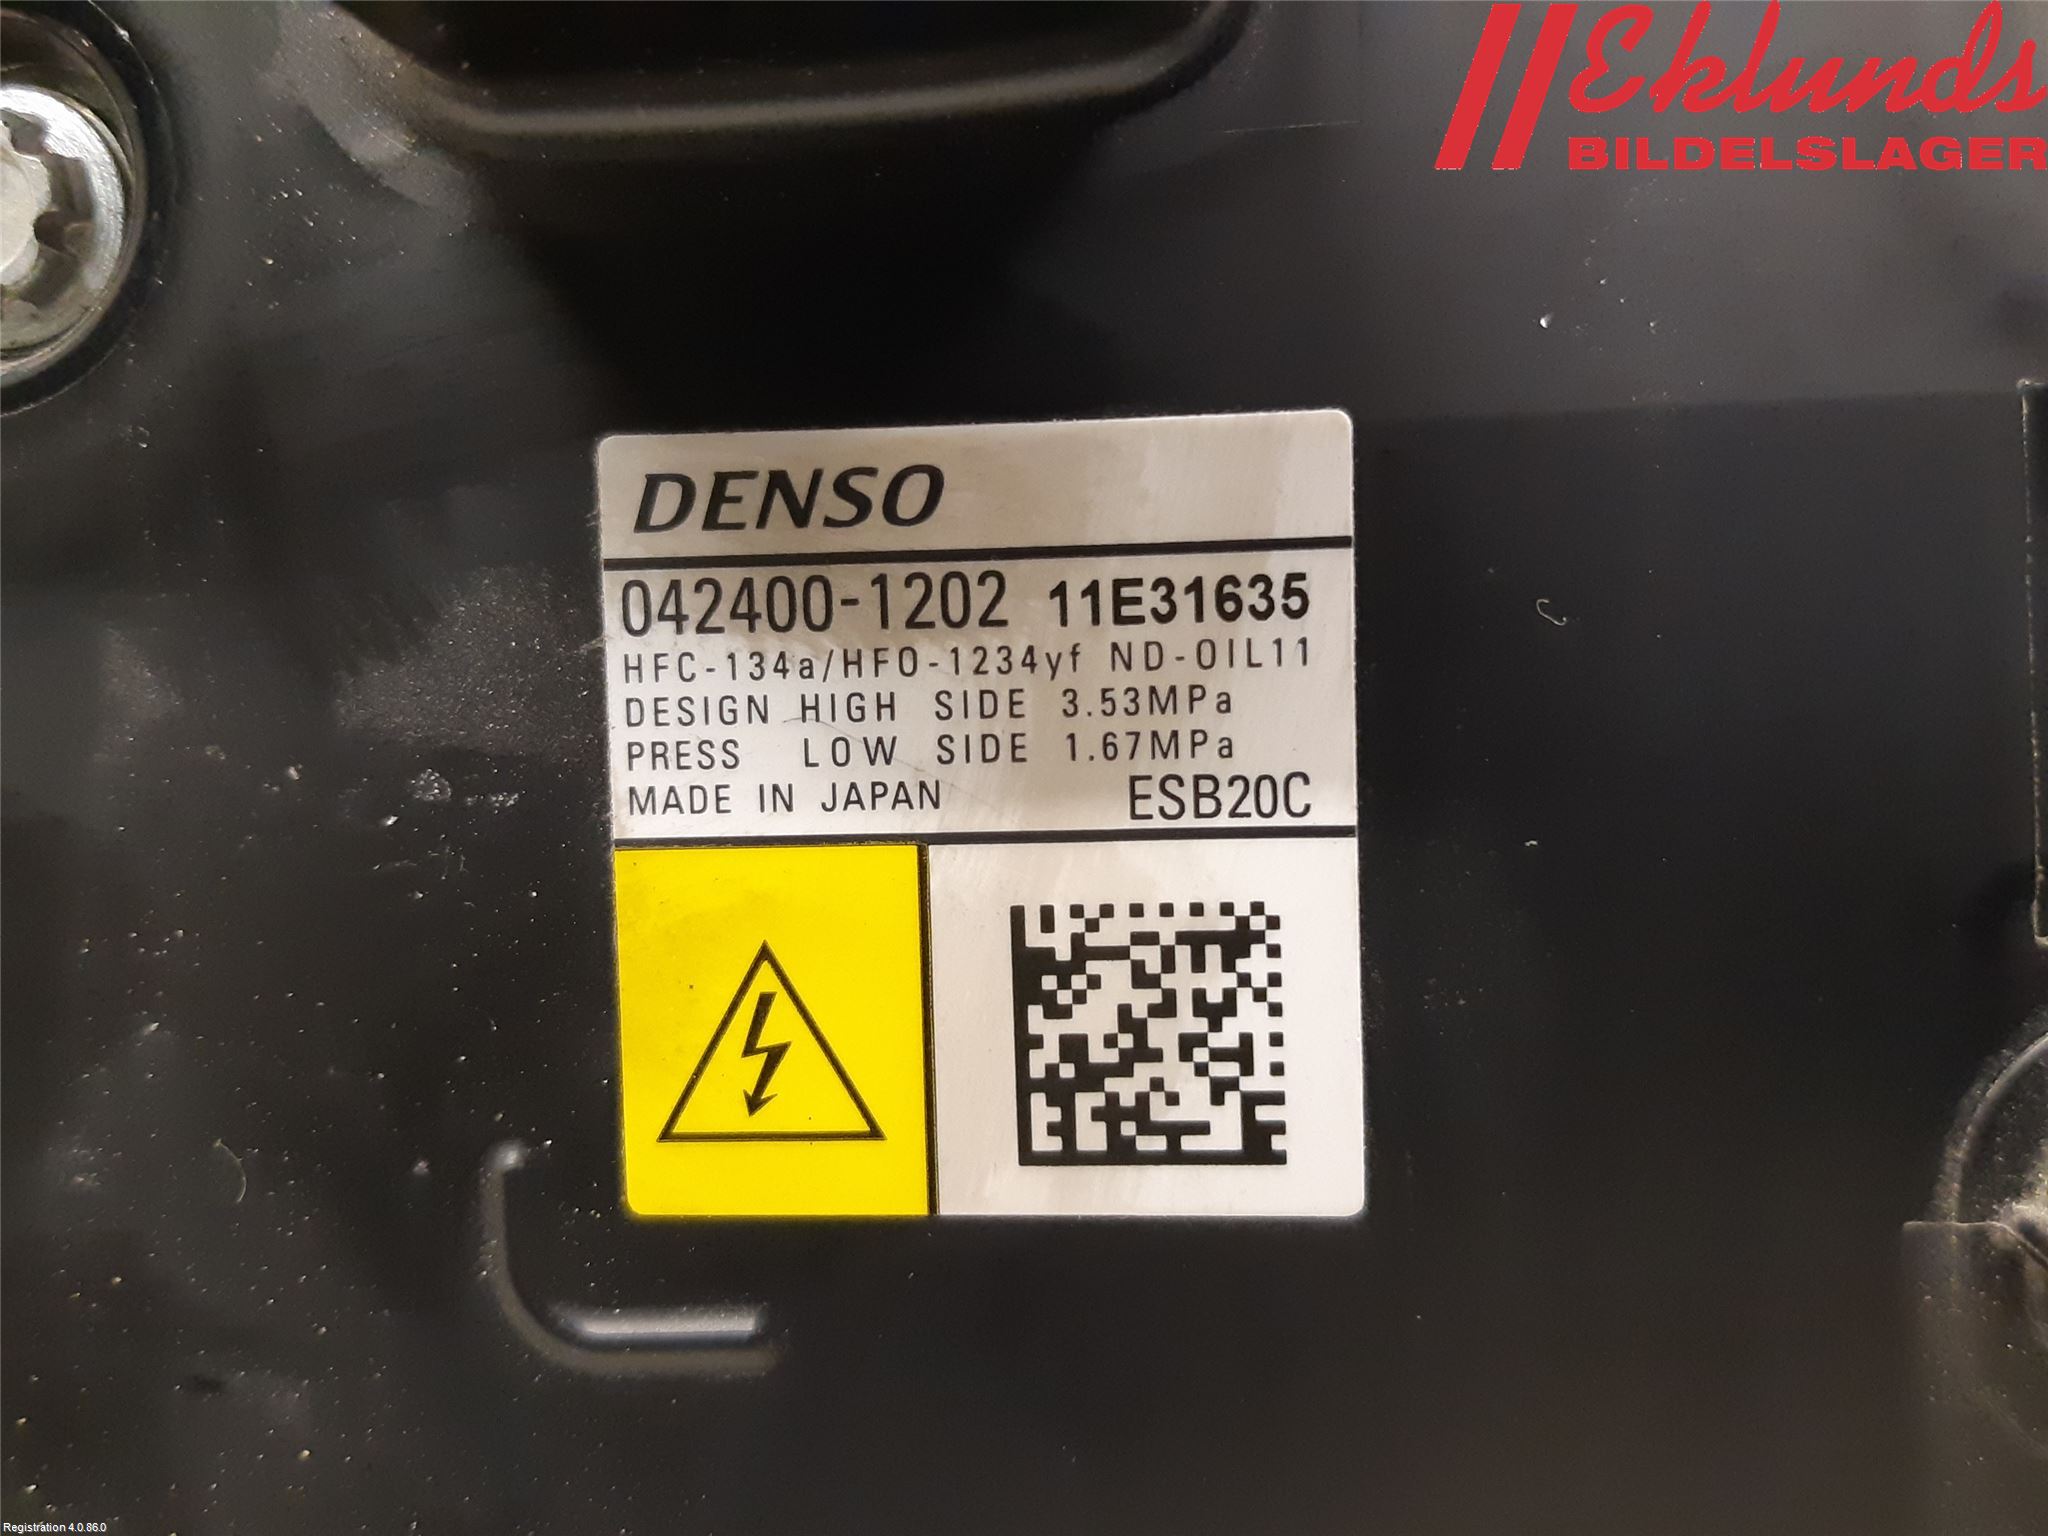 Eklunds
BILDELSLAGER
DENSO
042400-1202 11E31635
HFC-134a/HFO-1234yf ND-OIL11
DESIGN HIGH SIDE 3.53MPa
PRESS LOW SIDE 1.67MPa
MADE IN JAPAN ESB20C
Registration 4.0.86.0